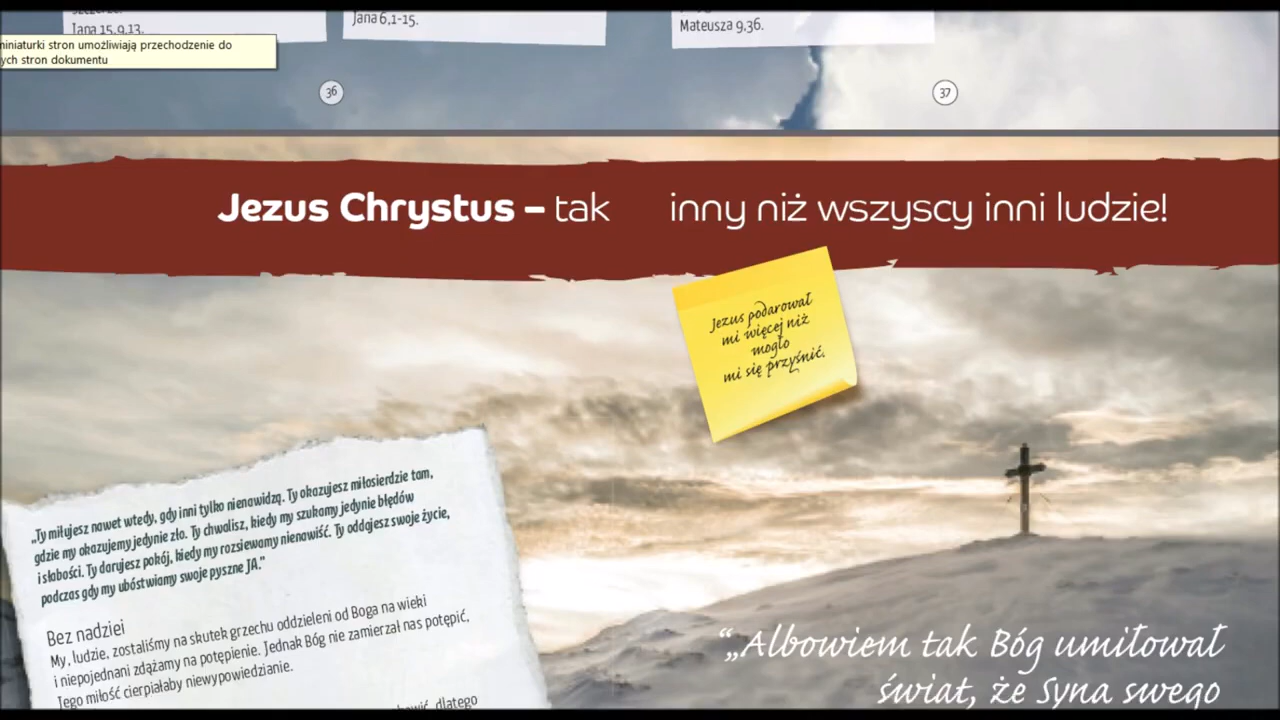 Jana 15,9.13.
Jana 6,1-15.
Mateusza 9,36.
miniaturki stron umożliwiają przechodzenie do
ych stron dokumentu
36
37
Jezus Chrystus – tak inny niż wszyscy inni ludzie!
Jezus podarował
mi więcej niż
mogło
mi się przyśnić.
„Ty miłujesz nawet wtedy, gdy inni tylko nienawidzą. Ty okazujesz miłosierdzie tam,
gdzie my okazujemy jedynie zło. Ty chwalisz, kiedy my szukamy jedynie błędów
i słabości. Ty darujesz pokój, kiedy my rozsiewamy nienawiść. Ty oddajesz swoje życie,
podczas gdy my ubóstwiamy swoje pyszne JA.”
Bez nadziei
My, ludzie, zostaliśmy na skutek grzechu oddzieleni od Boga na wieki
i niepojednani zdążamy na potępienie. Jednak Bóg nie zamierzał nas potępić,
Jego miłość cierpiałaby niewypowiedzianie.
dlatego
“„Albowiem tak Bóg umiłował
świat, że Syna swego